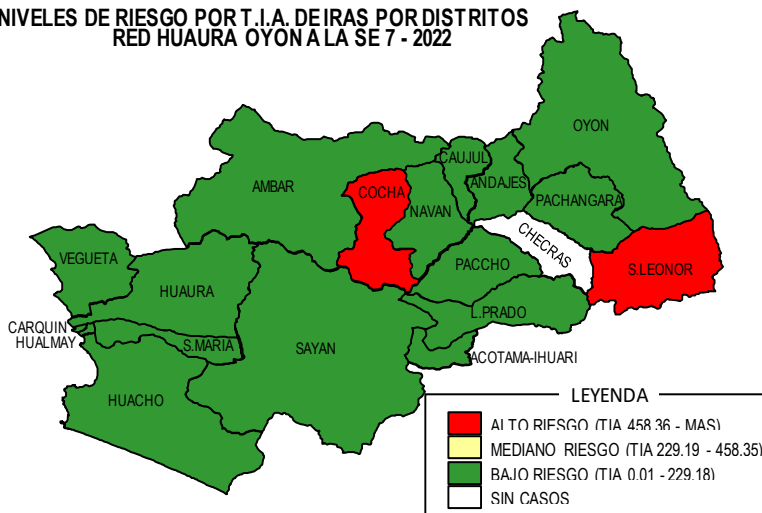 NIVELES DE RIESGO POR T.I.A. DE IRAS POR DISTRITOS
RED HUAURA OYON A LA SE 7 - 2022
OYON
CAUJUL
AMBAR
COCHA
ANDAJES
NAVAN
PACHANGARA
CHECRAS
VEGUETA
PACCHO
S.LEONOR
HUAURA
L.PRADO
CARQUIN
HUALMAY
S.MARIA
SAYAN
ACOTAMA-IHUARI
HUACHO
LEYENDA
ALTO RIESGO (TIA 458.36 - MAS)
MEDIANO RIESGO (TIA 229.19 - 458.35)
BAJO RIESGO (TIA 0.01 - 229.18)
SIN CASOS